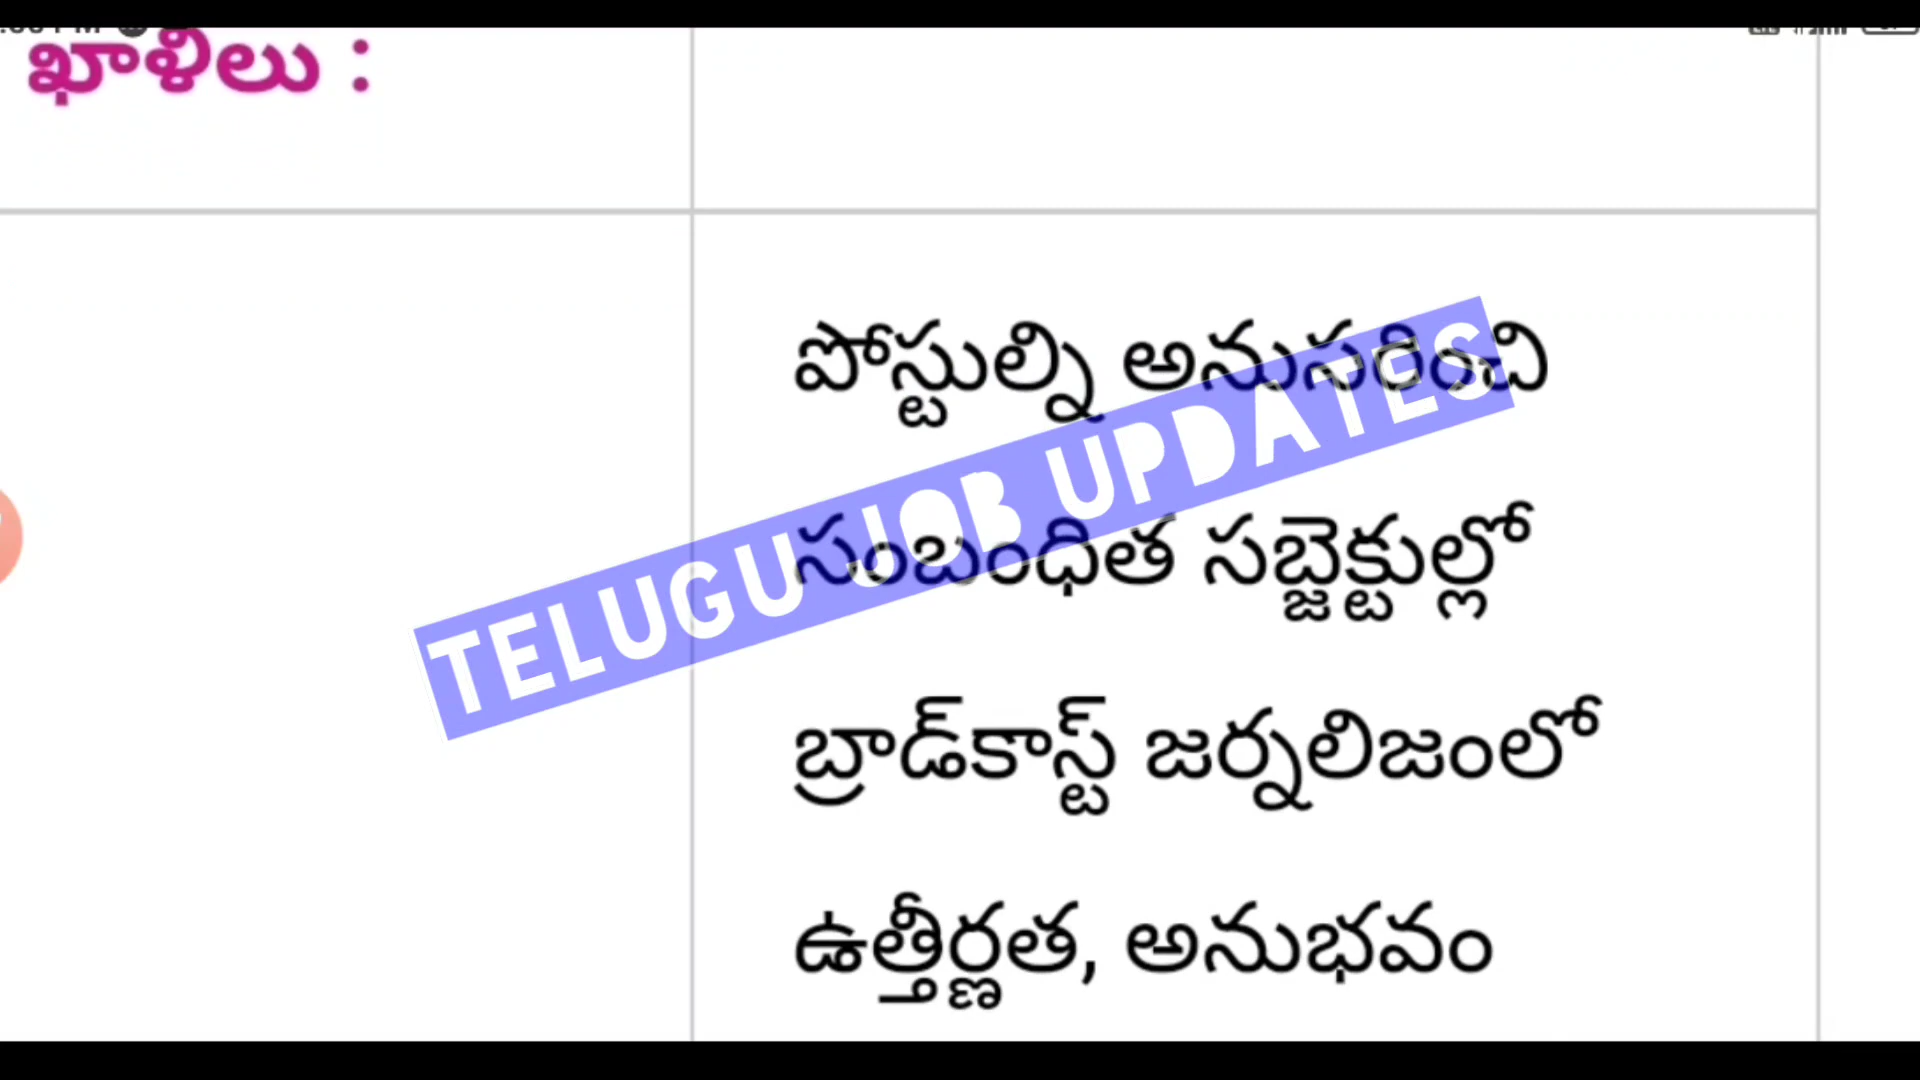 ఖాళీలు :
పోస్టుల్ని అనుసరించి
సంబంధిత సబ్జెక్టుల్లో
బ్రాడ్‌కాస్ట్ జర్నలిజంలో
ఉత్తీర్ణత, అనుభవం
TELUGU JOB UPDATES